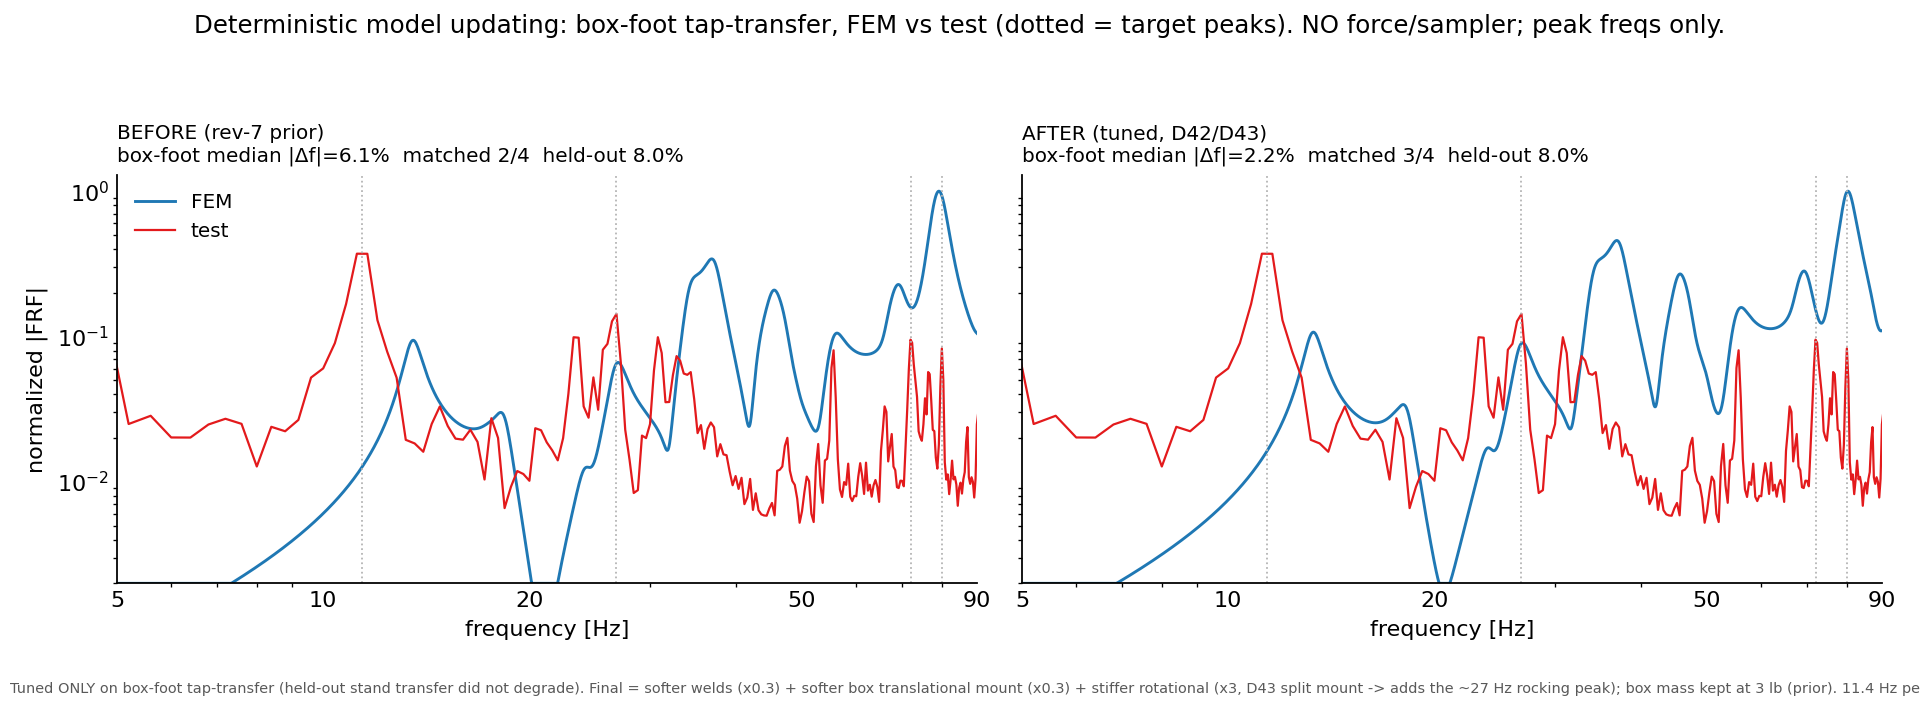 Deterministic model updating: box-foot tap-transfer, FEM vs test (dotted = target peaks). NO force/sampler; peak freqs only.
BEFORE (rev-7 prior)
box-foot median |Δf|=6.1%  matched 2/4  held-out 8.0%
AFTER (tuned, D42/D43)
box-foot median |Δf|=2.2%  matched 3/4  held-out 8.0%
FEM
test
normalized |FRF|
10⁰
10⁻¹
10⁻²
5 10 20 50 90
frequency [Hz]
5 10 20 50 90
frequency [Hz]
Tuned ONLY on box-foot tap-transfer (held-out stand transfer did not degrade). Final = softer welds (x0.3) + softer box translational mount (x0.3) + stiffer rotational (x3, D43 split mount -> adds the ~27 Hz rocking peak); box mass kept at 3 lb (prior). 11.4 Hz pe